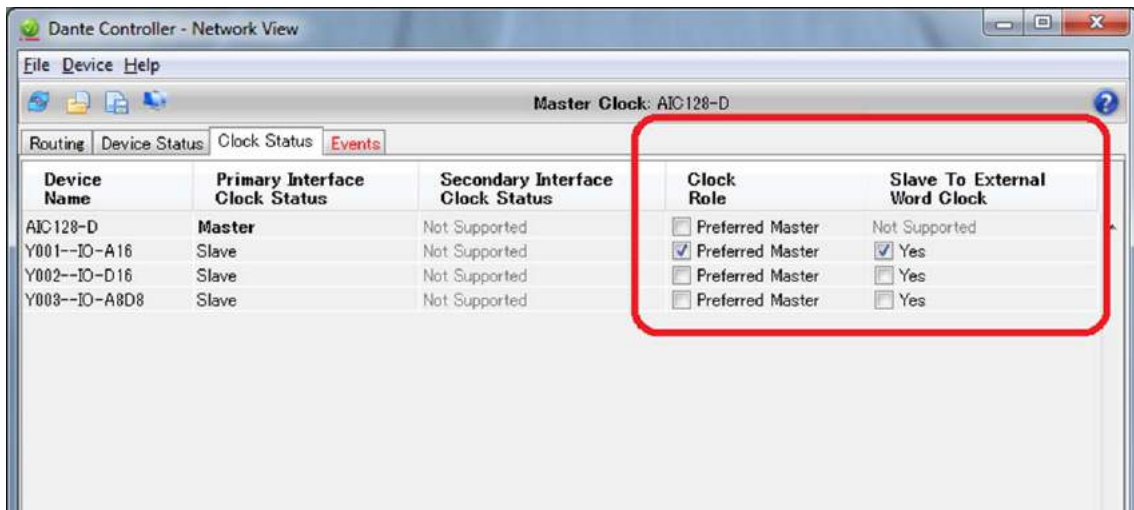 Dante Controller - Network View
File Device Help
Master Clock: AIC128-D
Routing Device Status Clock Status Events
Device Name Primary Interface Clock Status Secondary Interface Clock Status Clock Role Slave To External Word Clock
AIC128-D Master Not Supported Preferred Master Not Supported
Y001--IO-A16 Slave Not Supported Preferred Master Yes
Y002--IO-D16 Slave Not Supported Preferred Master Yes
Y003--IO-A8D8 Slave Not Supported Preferred Master Yes